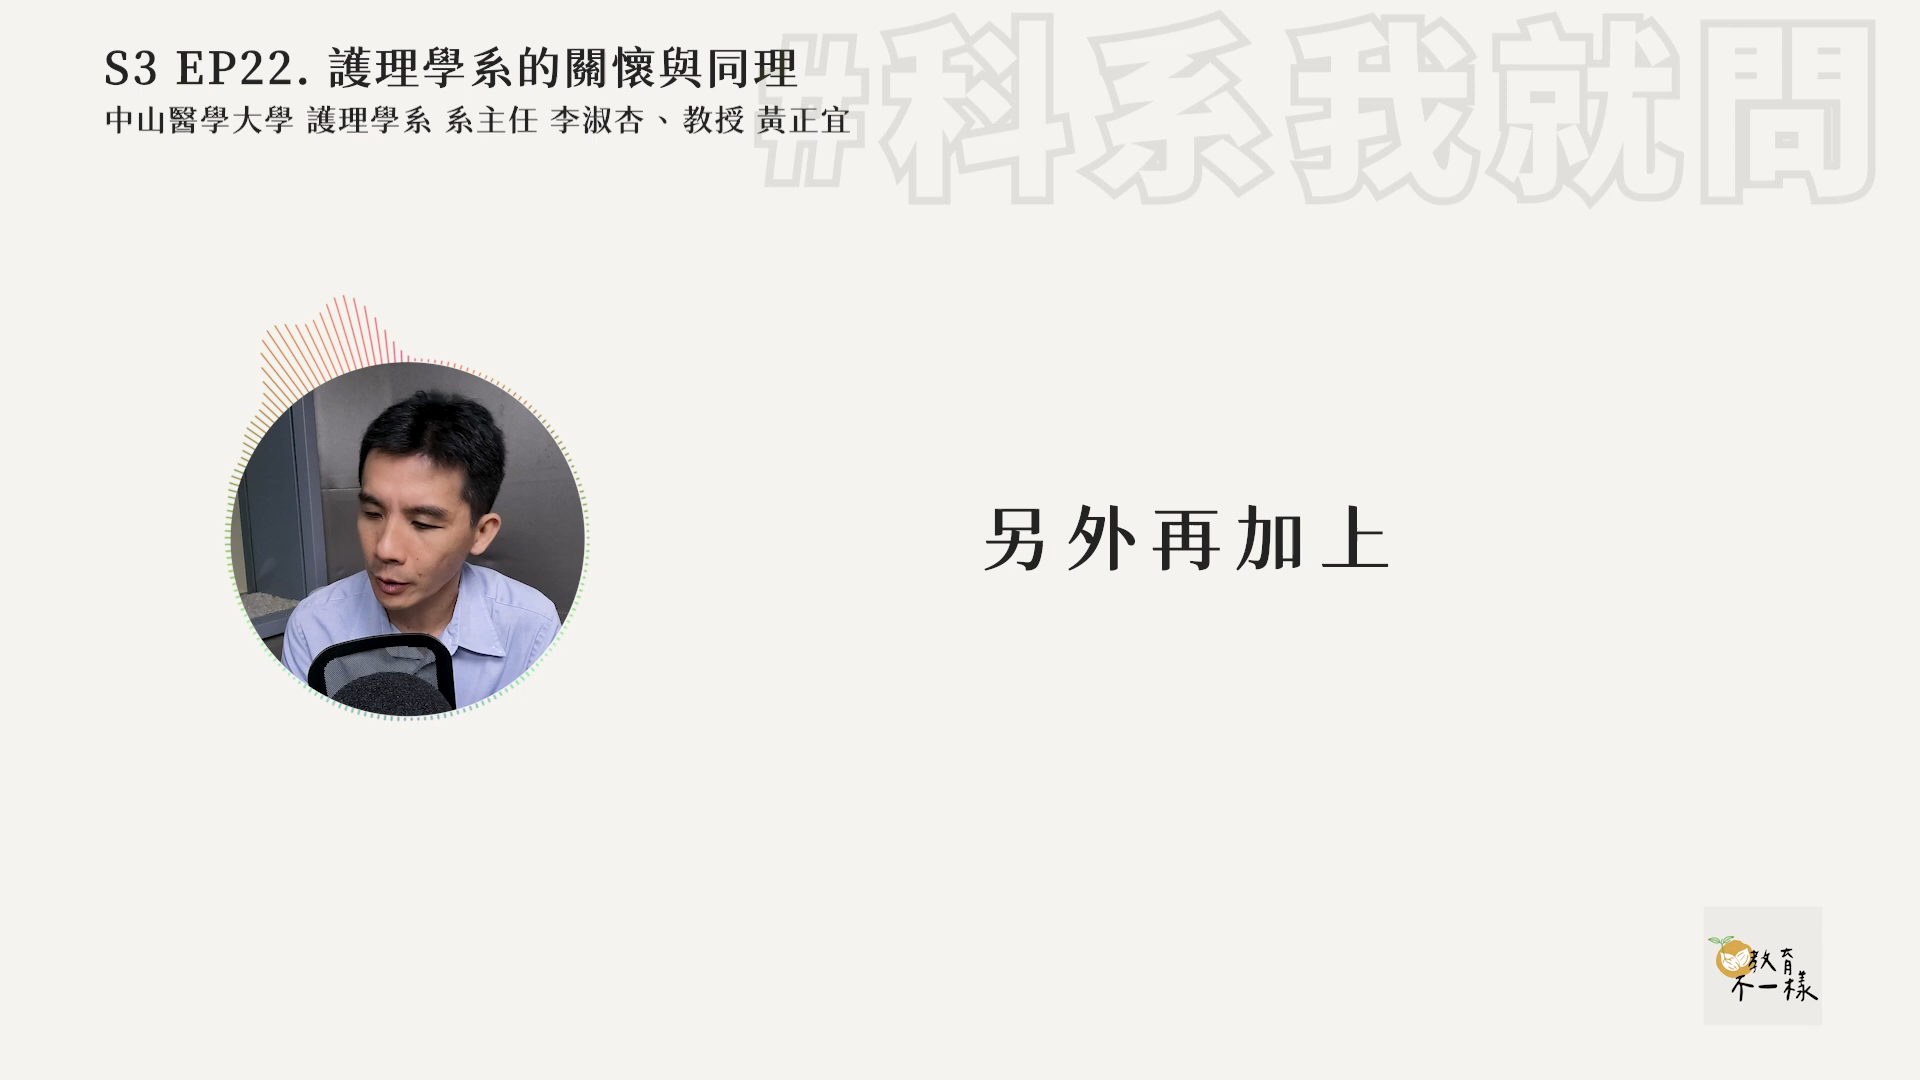 #科系我就問
S3 EP22. 護理學系的關懷與同理
中山醫學大學 護理學系 系主任 李淑杏、教授 黃正宜
另外再加上
教育
不一樣